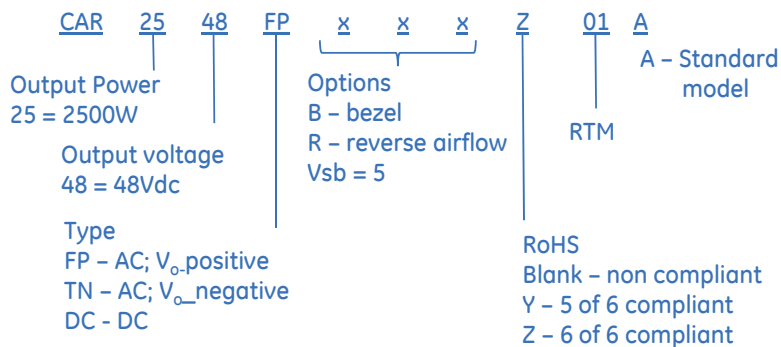 CAR 25 48 FP x x x Z 01 A
A – Standard
model
Output Power
25 = 2500W
Options
B – bezel
R – reverse airflow
Vsb = 5
RTM
Output voltage
48 = 48Vdc
Type
FP – AC; Vo-positive
TN – AC; Vo_negative
DC - DC
RoHS
Blank – non compliant
Y – 5 of 6 compliant
Z – 6 of 6 compliant